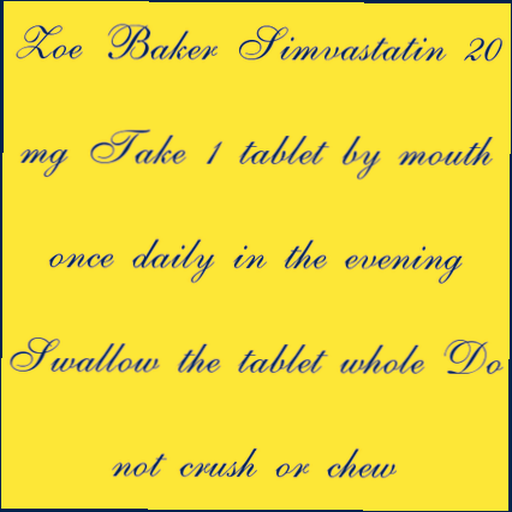 Zoe Baker Simvastatin 20
mg Take 1 tablet by mouth
once daily in the evening
Swallow the tablet whole Do
not crush or chew